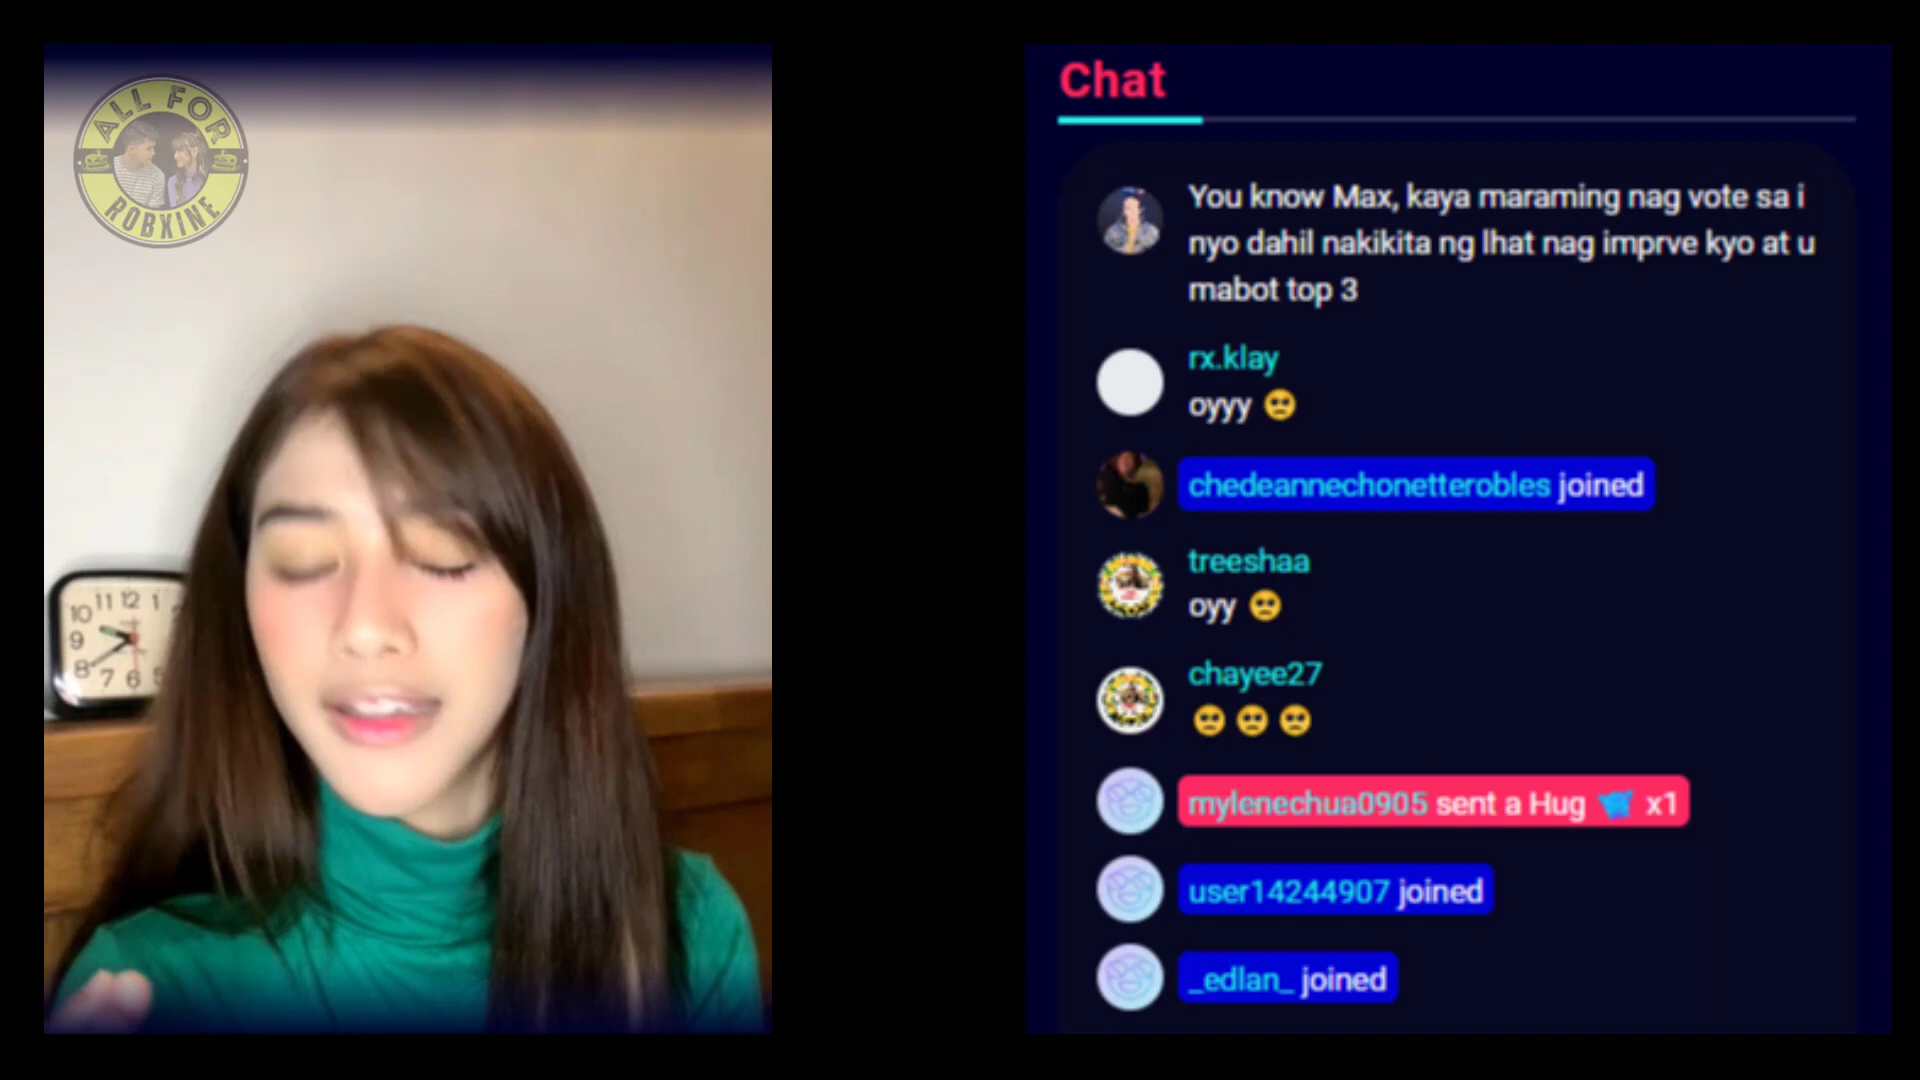 ALL FOR
ROBXINE
11 12 1
10
9
8
7 6 5
Chat
You know Max, kaya maraming nag vote sa i
nyo dahil nakikita ng lhat nag imprve kyo at u
mabot top 3
rx.klay
oyyy 🥺
chedeannechonetterobles joined
treeshaa
oyy 🥺
chayee27
🥺 🥺 🥺
mylenechua0905 sent a Hug x1
user14244907 joined
_edlan_ joined